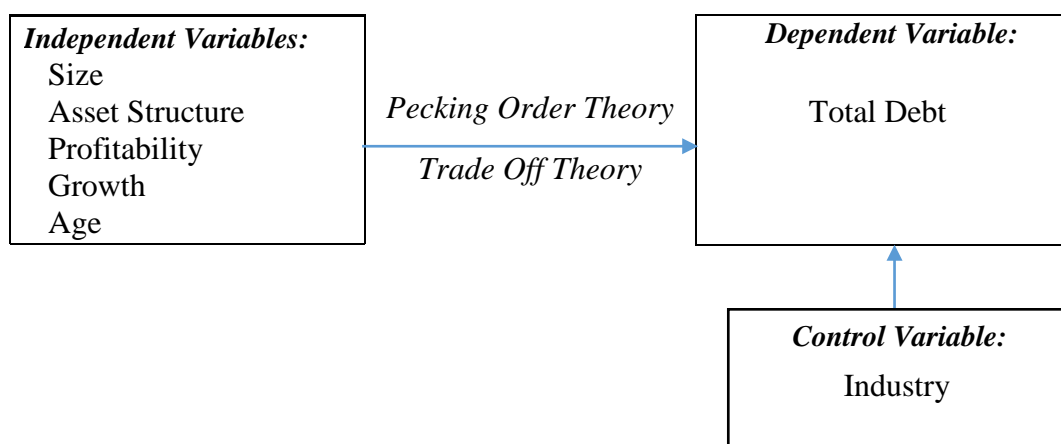 Independent Variables:
Size
Asset Structure
Profitability
Growth
Age
Pecking Order Theory
Trade Off Theory
Dependent Variable:
Total Debt
Control Variable:
Industry